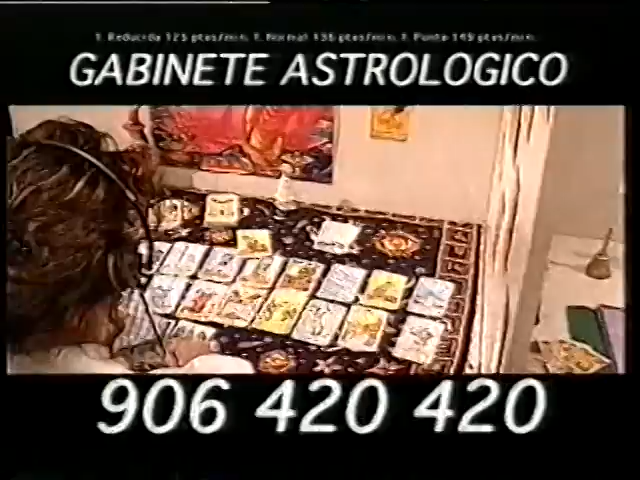 T. Reducida 125 ptas/min. T. Normal 136 ptas/min. T. Punta 149 ptas/min.
GABINETE ASTROLOGICO
906 420 420